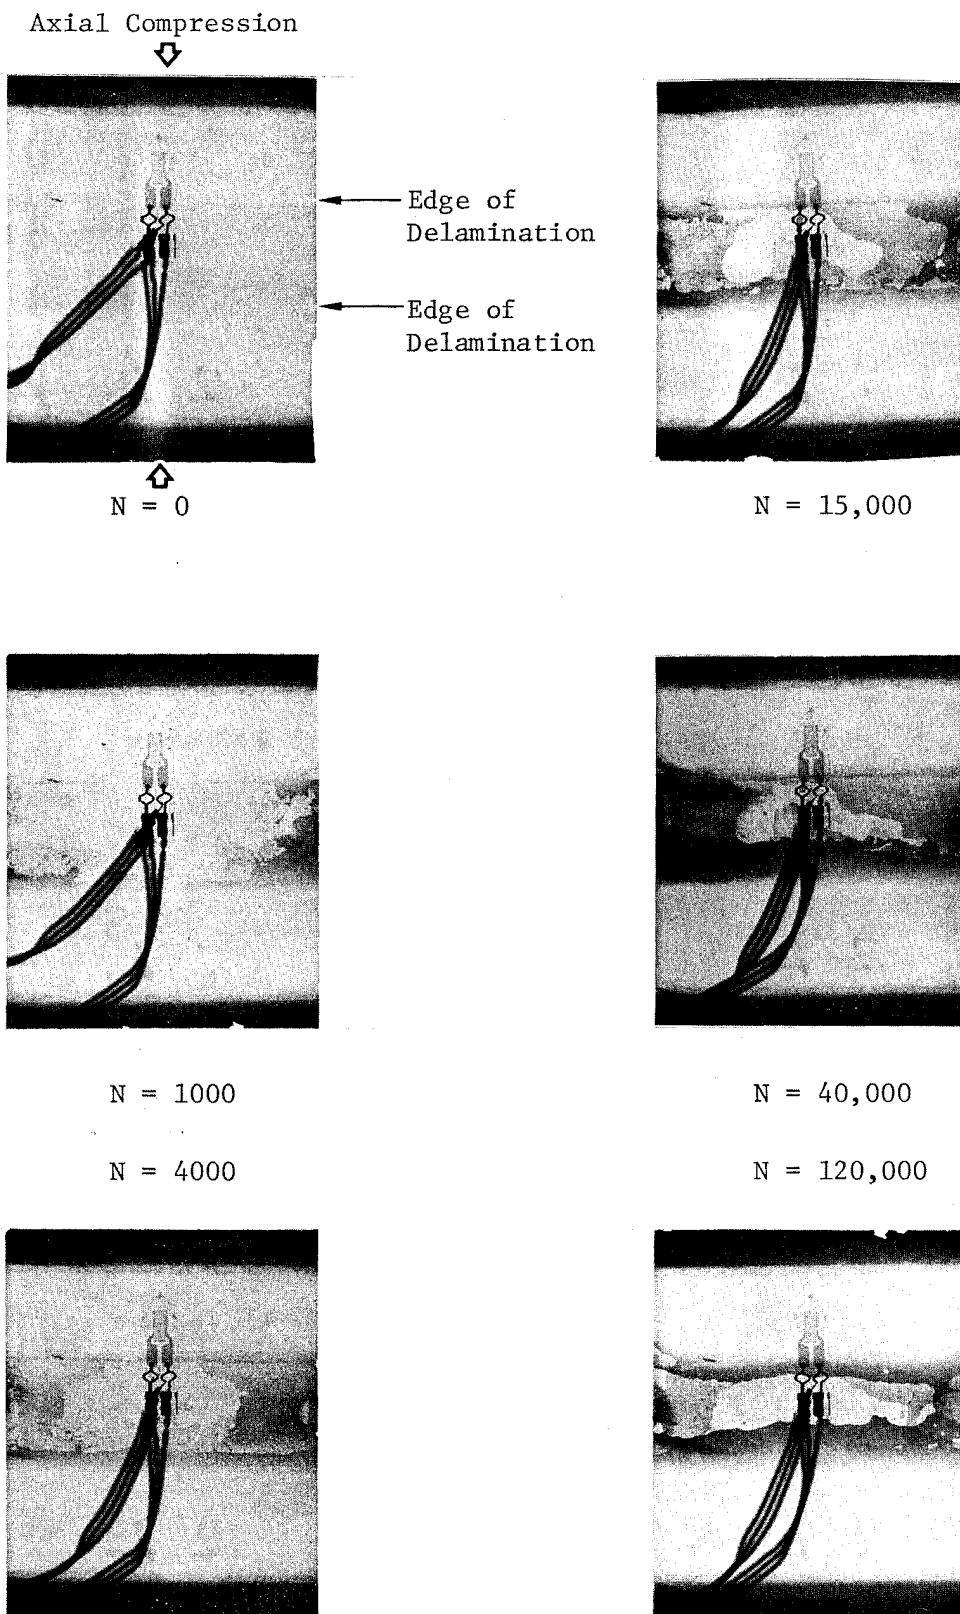 Axial Compression
Edge of
Delamination
Edge of
Delamination
N = 0
N = 15,000
N = 1000
N = 40,000
N = 4000
N = 120,000